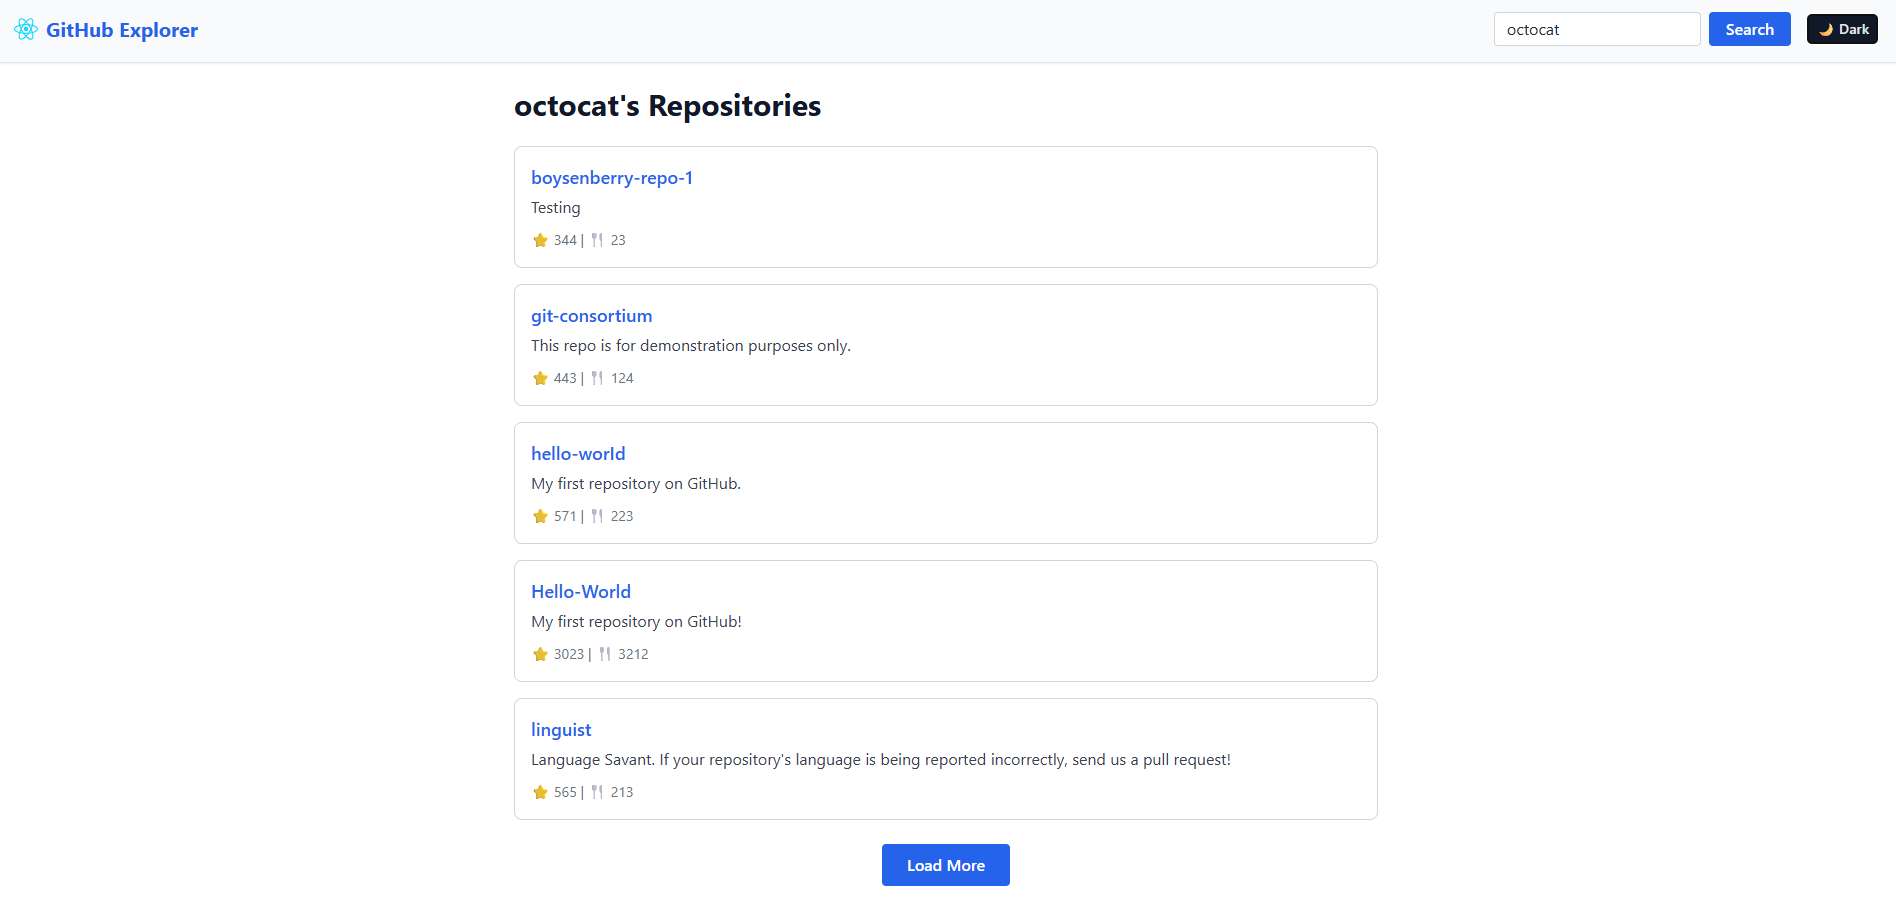 GitHub Explorer
octocat
Search
🌙 Dark
octocat's Repositories
boysenberry-repo-1
Testing
⭐ 344 | 🍴 23
git-consortium
This repo is for demonstration purposes only.
⭐ 443 | 🍴 124
hello-world
My first repository on GitHub.
⭐ 571 | 🍴 223
Hello-World
My first repository on GitHub!
⭐ 3023 | 🍴 3212
linguist
Language Savant. If your repository's language is being reported incorrectly, send us a pull request!
⭐ 565 | 🍴 213
Load More